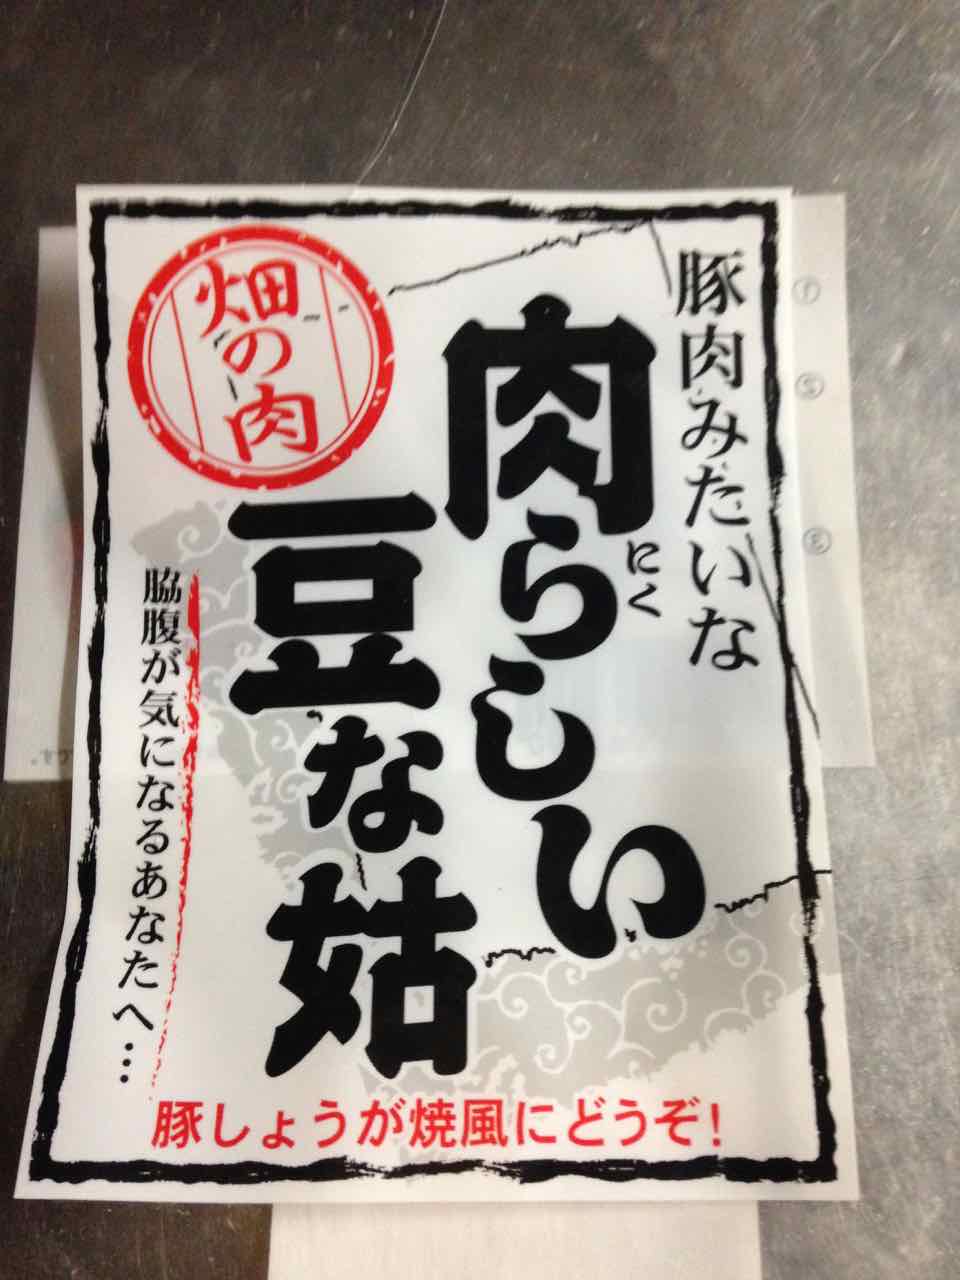 豚肉みたいな
肉らしい
にく
豆な姑
畑の肉
脇腹が気になるあなたへ…
豚しょうが焼風にどうぞ！